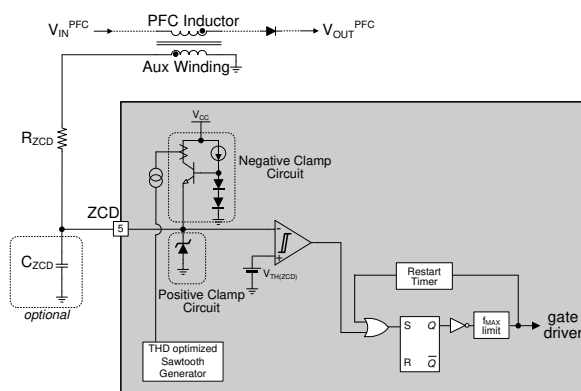 V_IN^PFC
PFC Inductor
V_OUT^PFC
Aux Winding
R_ZCD
V_CC
Negative Clamp
Circuit
ZCD
5
C_ZCD
optional
Positive Clamp
Circuit
-
+
V_TH(ZCD)
Restart
Timer
THD optimized
Sawtooth
Generator
S
Q
R
Q̅
f_MAX
limit
gate
driver